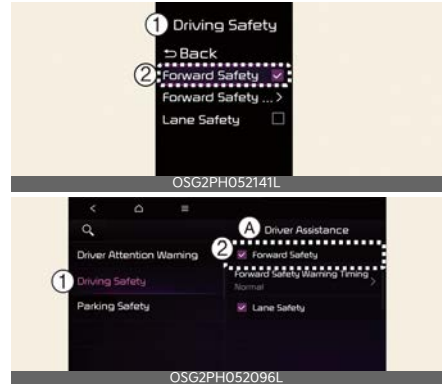 1 Driving Safety
Back
2 Forward Safety
Forward Safety ... >
Lane Safety
OSG2PH052141L
A Driver Assistance
Driver Attention Warning
2 Forward Safety
1 Driving Safety
Forward Safety Warning Timing >
Normal
Parking Safety
Lane Safety
OSG2PH052096L